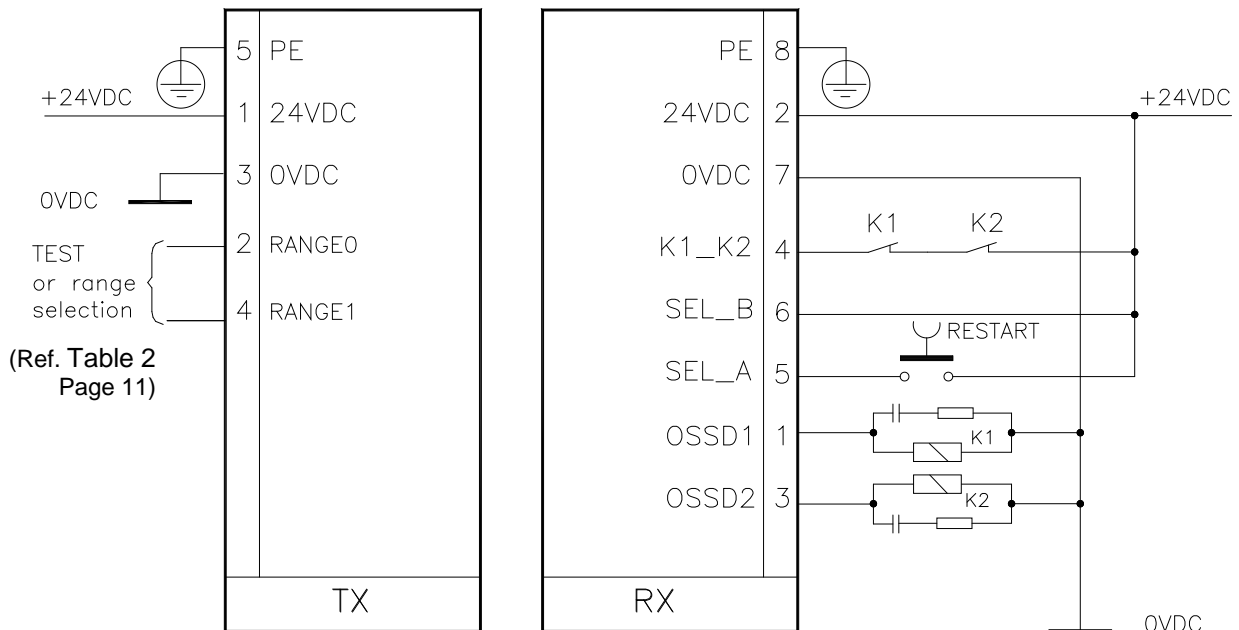 5 PE
+24VDC
1 24VDC
3 0VDC
0VDC
2 RANGE0
TEST
or range
selection
4 RANGE1
(Ref. Table 2
Page 11)
TX
PE 8
+24VDC
24VDC 2
0VDC 7
K1 K2
K1_K2 4
SEL_B 6
RESTART
SEL_A 5
OSSD1 1
K1
OSSD2 3
K2
RX
0VDC